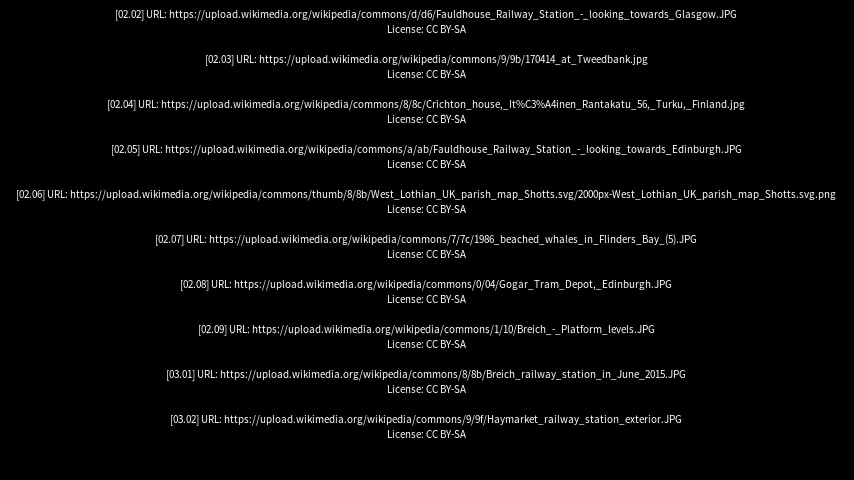 [02.02] URL: https://upload.wikimedia.org/wikipedia/commons/d/d6/Fauldhouse_Railway_Station_-_looking_towards_Glasgow.JPG
License: CC BY-SA
[02.03] URL: https://upload.wikimedia.org/wikipedia/commons/9/9b/170414_at_Tweedbank.jpg
License: CC BY-SA
[02.04] URL: https://upload.wikimedia.org/wikipedia/commons/8/8c/Crichton_house,_It%C3%A4inen_Rantakatu_56,_Turku,_Finland.jpg
License: CC BY-SA
[02.05] URL: https://upload.wikimedia.org/wikipedia/commons/a/ab/Fauldhouse_Railway_Station_-_looking_towards_Edinburgh.JPG
License: CC BY-SA
[02.06] URL: https://upload.wikimedia.org/wikipedia/commons/thumb/8/8b/West_Lothian_UK_parish_map_Shotts.svg/2000px-West_Lothian_UK_parish_map_Shotts.svg.png
License: CC BY-SA
[02.07] URL: https://upload.wikimedia.org/wikipedia/commons/7/7c/1986_beached_whales_in_Flinders_Bay_(5).JPG
License: CC BY-SA
[02.08] URL: https://upload.wikimedia.org/wikipedia/commons/0/04/Gogar_Tram_Depot,_Edinburgh.JPG
License: CC BY-SA
[02.09] URL: https://upload.wikimedia.org/wikipedia/commons/1/10/Breich_-_Platform_levels.JPG
License: CC BY-SA
[03.01] URL: https://upload.wikimedia.org/wikipedia/commons/8/8b/Breich_railway_station_in_June_2015.JPG
License: CC BY-SA
[03.02] URL: https://upload.wikimedia.org/wikipedia/commons/9/9f/Haymarket_railway_station_exterior.JPG
License: CC BY-SA